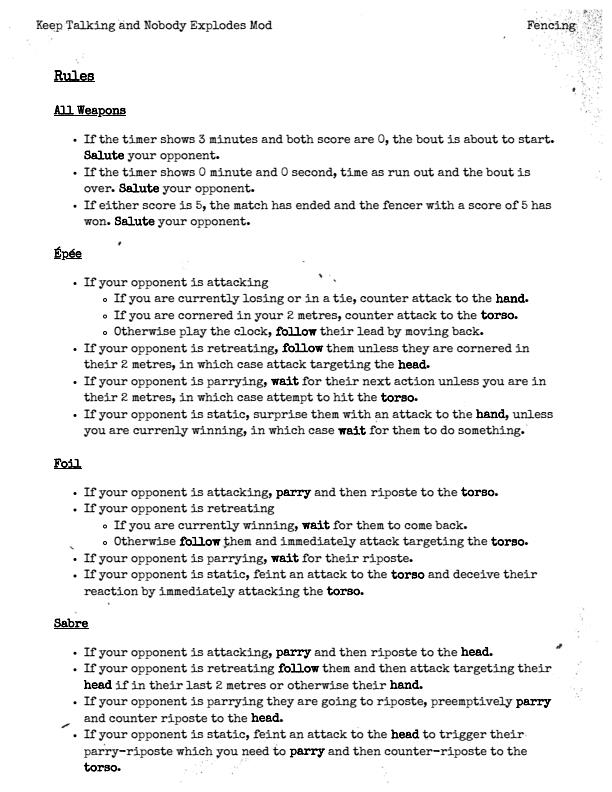 Keep Talking and Nobody Explodes Mod Fencing
Rules
All Weapons
• If the timer shows 3 minutes and both score are 0, the bout is about to start.
Salute your opponent.
• If the timer shows 0 minute and 0 second, time as run out and the bout is
over. Salute your opponent.
• If either score is 5, the match has ended and the fencer with a score of 5 has
won. Salute your opponent.
Épée
• If your opponent is attacking
o If you are currently losing or in a tie, counter attack to the hand.
o If you are cornered in your 2 metres, counter attack to the torso.
o Otherwise play the clock, follow their lead by moving back.
• If your opponent is retreating, follow them unless they are cornered in
their 2 metres, in which case attack targeting the head.
• If your opponent is parrying, wait for their next action unless you are in
their 2 metres, in which case attempt to hit the torso.
• If your opponent is static, surprise them with an attack to the hand, unless
you are currenly winning, in which case wait for them to do something.
Foil
• If your opponent is attacking, parry and then riposte to the torso.
• If your opponent is retreating
o If you are currently winning, wait for them to come back.
o Otherwise follow them and immediately attack targeting the torso.
• If your opponent is parrying, wait for their riposte.
• If your opponent is static, feint an attack to the torso and deceive their
reaction by immediately attacking the torso.
Sabre
• If your opponent is attacking, parry and then riposte to the head.
• If your opponent is retreating follow them and then attack targeting their
head if in their last 2 metres or otherwise their hand.
• If your opponent is parrying they are going to riposte, preemptively parry
and counter riposte to the head.
• If your opponent is static, feint an attack to the head to trigger their
parry-riposte which you need to parry and then counter-riposte to the
torso.